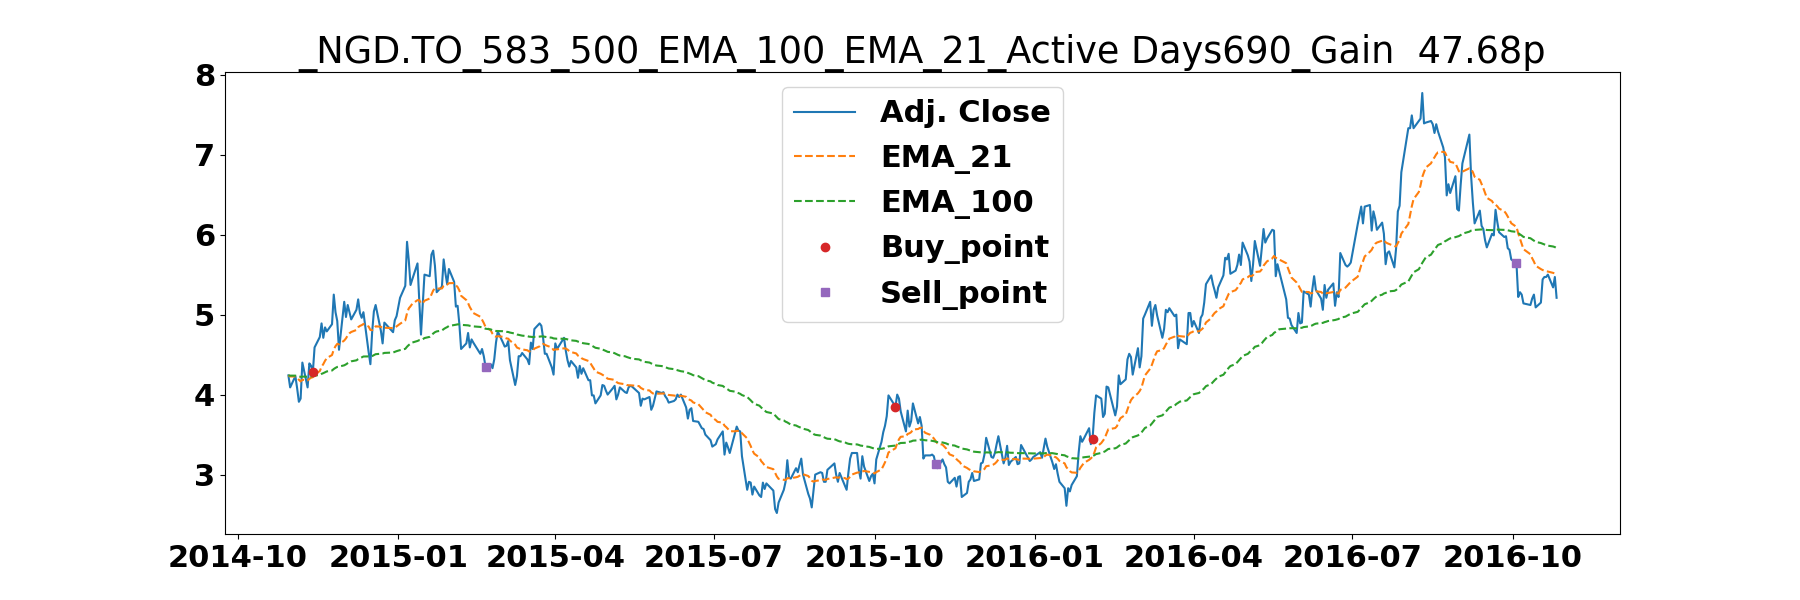 _NGD.TO_583_500_EMA_100_EMA_21_Active Days690_Gain  47.68p
8
7
6
5
4
3
Adj. Close
EMA_21
EMA_100
Buy_point
Sell_point
2014-10 2015-01 2015-04 2015-07 2015-10 2016-01 2016-04 2016-07 2016-10